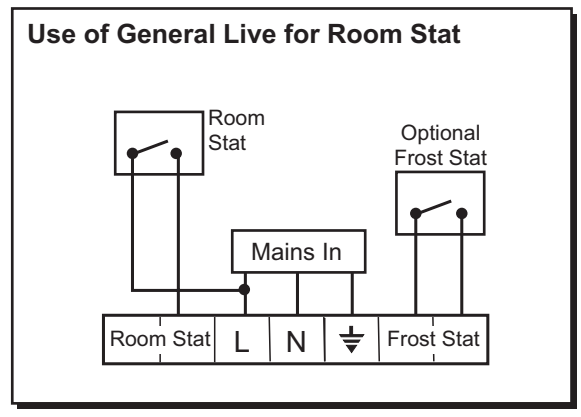 Use of General Live for Room Stat
Room
Stat
Optional
Frost Stat
Mains In
Room Stat L N Frost Stat